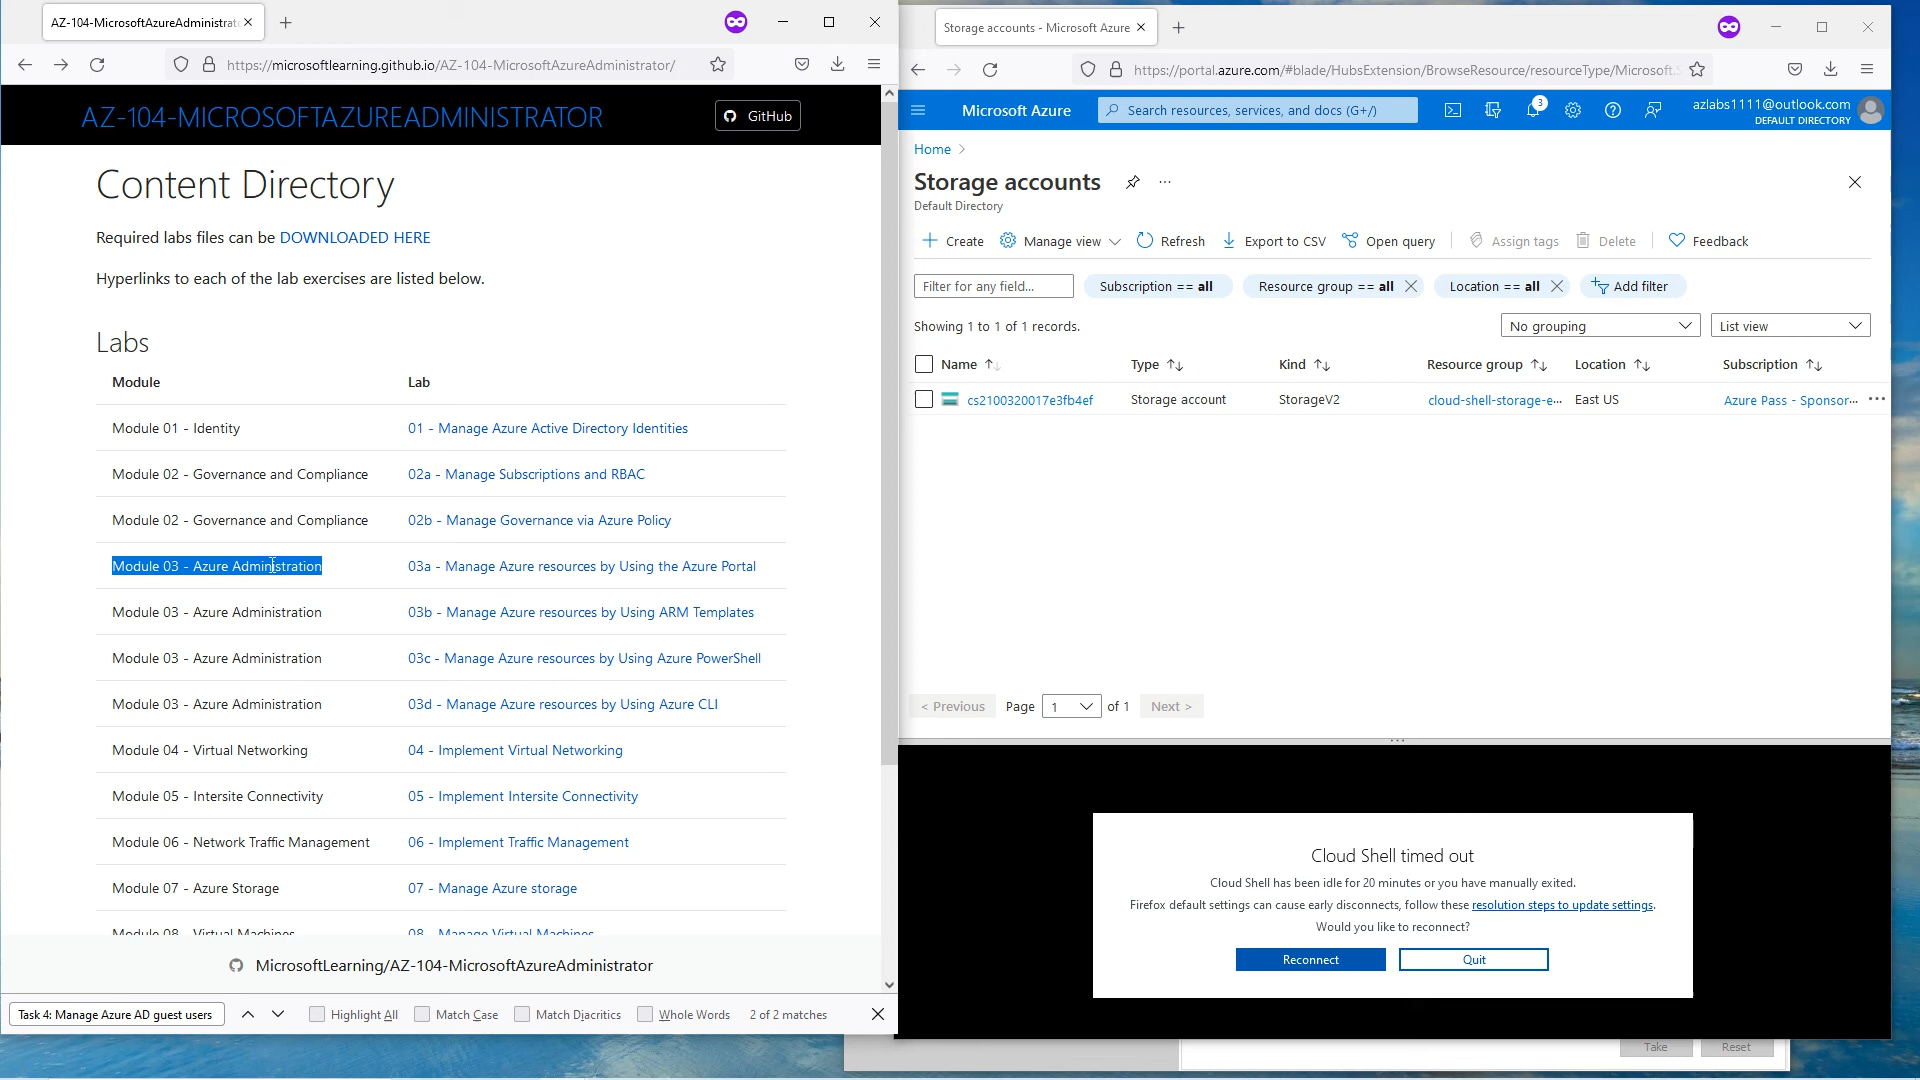 AZ-104-MicrosoftAzureAdministrat
https://microsoftlearning.github.io/AZ-104-MicrosoftAzureAdministrator/
AZ-104-MICROSOFTAZUREADMINISTRATOR
GitHub
Content Directory
Required labs files can be DOWNLOADED HERE
Hyperlinks to each of the lab exercises are listed below.
Labs
Module Lab
Module 01 - Identity 01 - Manage Azure Active Directory Identities
Module 02 - Governance and Compliance 02a - Manage Subscriptions and RBAC
Module 02 - Governance and Compliance 02b - Manage Governance via Azure Policy
Module 03 - Azure Administration 03a - Manage Azure resources by Using the Azure Portal
Module 03 - Azure Administration 03b - Manage Azure resources by Using ARM Templates
Module 03 - Azure Administration 03c - Manage Azure resources by Using Azure PowerShell
Module 03 - Azure Administration 03d - Manage Azure resources by Using Azure CLI
Module 04 - Virtual Networking 04 - Implement Virtual Networking
Module 05 - Intersite Connectivity 05 - Implement Intersite Connectivity
Module 06 - Network Traffic Management 06 - Implement Traffic Management
Module 07 - Azure Storage 07 - Manage Azure storage
Module 08 - Virtual Machines 08 - Manage Virtual Machines
MicrosoftLearning/AZ-104-MicrosoftAzureAdministrator
Task 4: Manage Azure AD guest users Highlight All Match Case Match Diacritics Whole Words 2 of 2 matches
Storage accounts - Microsoft Azure
https://portal.azure.com/#blade/HubsExtension/BrowseResource/resourceType/Microsoft.S
Microsoft Azure
Search resources, services, and docs (G+/)
3
azlabs1111@outlook.com
DEFAULT DIRECTORY
Home >
Storage accounts ...
Default Directory
Create Manage view Refresh Export to CSV Open query Assign tags Delete Feedback
Filter for any field... Subscription == all Resource group == all Location == all Add filter
Showing 1 to 1 of 1 records. No grouping List view
Name Type Kind Resource group Location Subscription
cs2100320017e3fb4ef Storage account StorageV2 cloud-shell-storage-e... East US Azure Pass - Sponsor... ...
< Previous Page 1 of 1 Next >
Cloud Shell timed out
Cloud Shell has been idle for 20 minutes or you have manually exited.
Firefox default settings can cause early disconnects, follow these resolution steps to update settings.
Would you like to reconnect?
Reconnect Quit
Take Reset